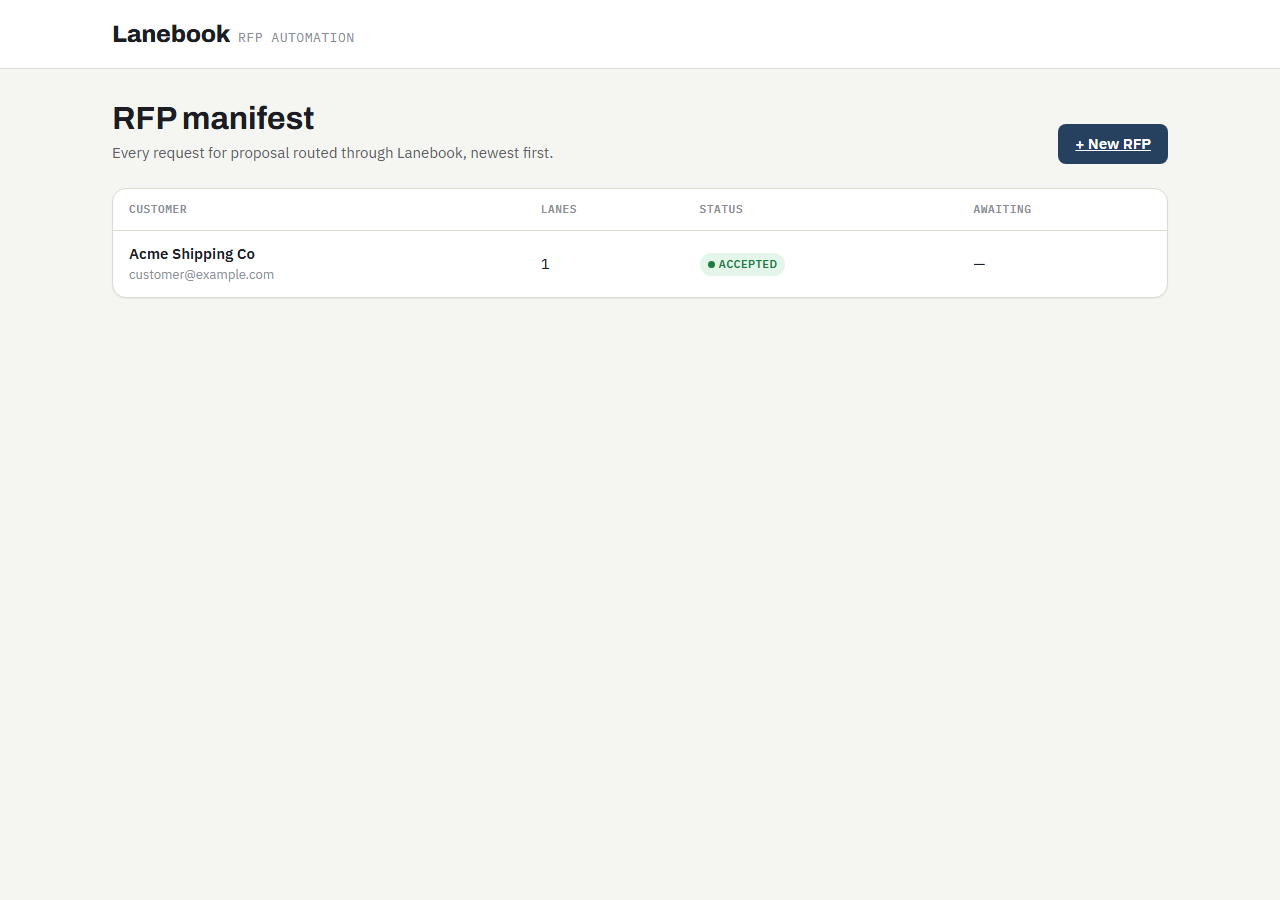 Lanebook RFP AUTOMATION
RFP manifest
Every request for proposal routed through Lanebook, newest first.
+ New RFP
CUSTOMER LANES STATUS AWAITING
Acme Shipping Co
customer@example.com
1
ACCEPTED
—